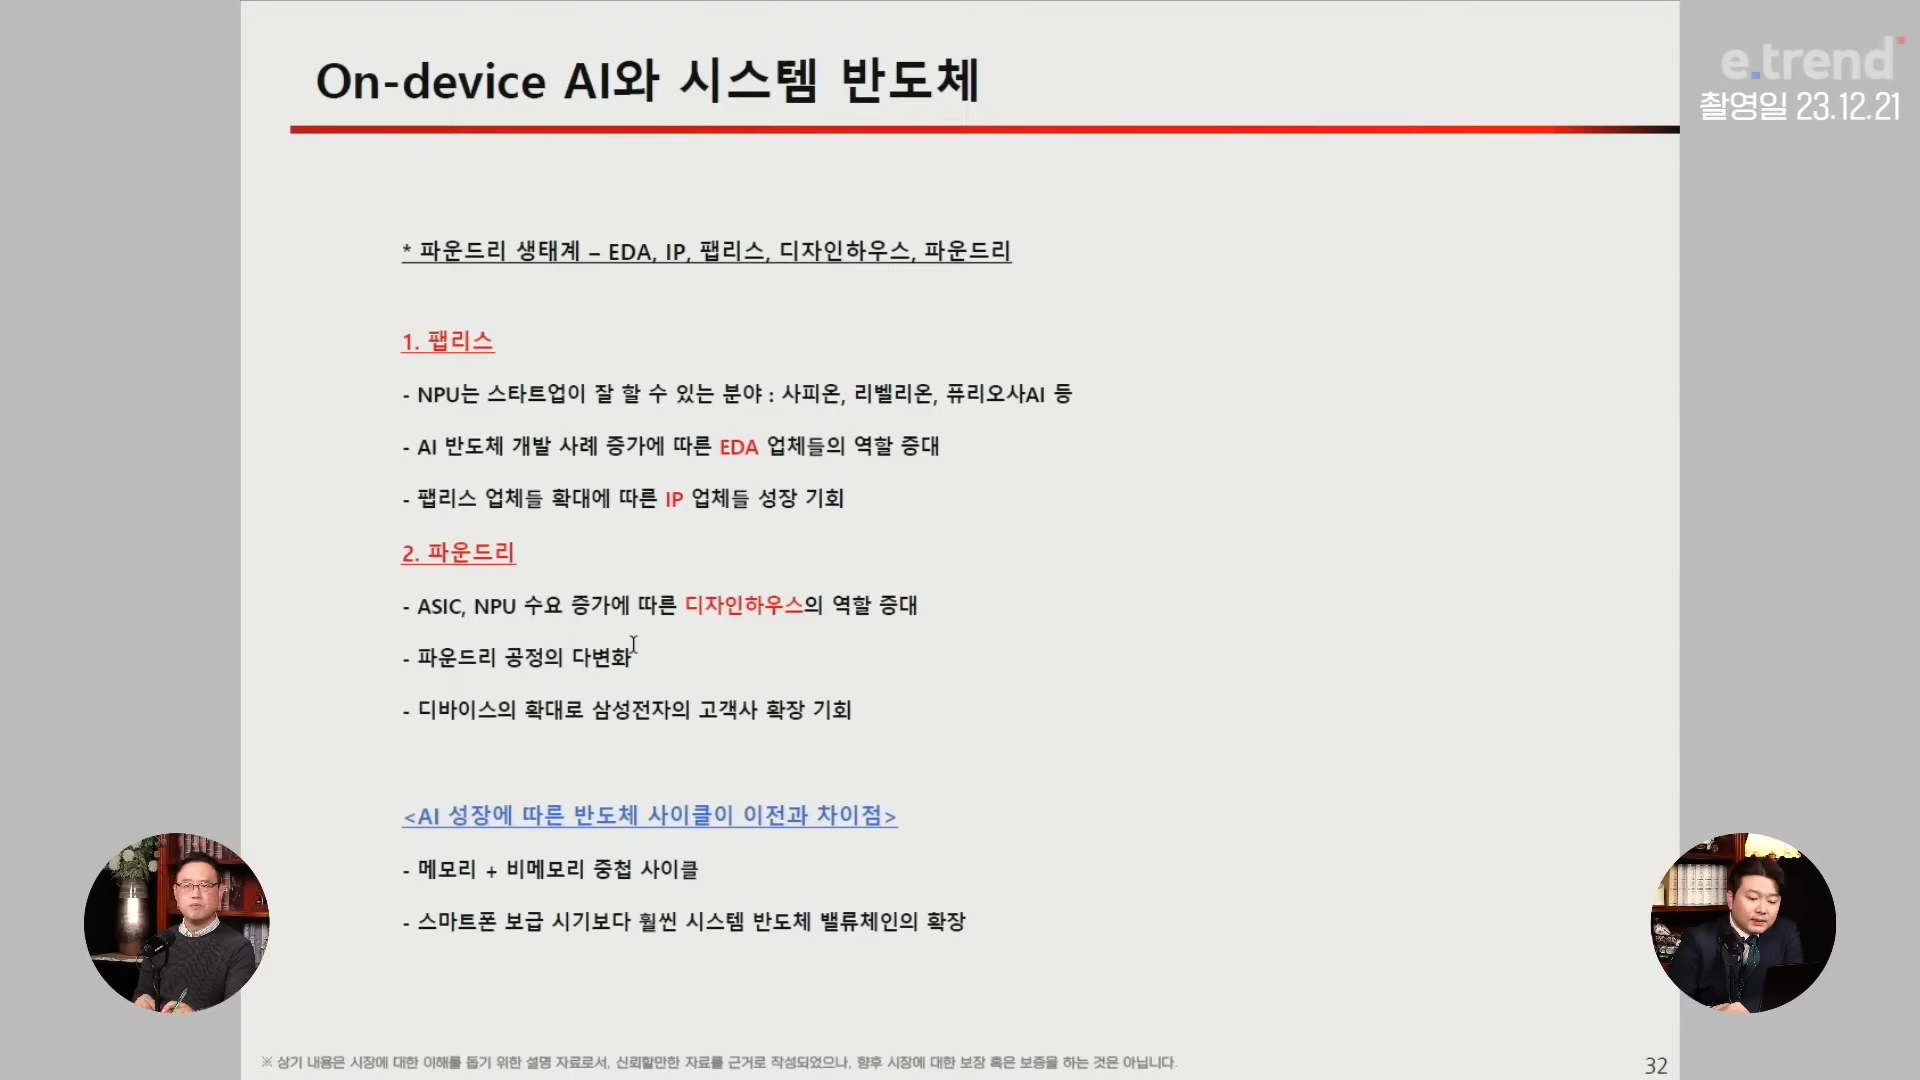 On-device AI와 시스템 반도체
e.trend
촬영일 23.12.21
* 파운드리 생태계 – EDA, IP, 팹리스, 디자인하우스, 파운드리
1. 팹리스
- NPU는 스타트업이 잘 할 수 있는 분야 : 사피온, 리벨리온, 퓨리오사AI 등
- AI 반도체 개발 사례 증가에 따른 EDA 업체들의 역할 증대
- 팹리스 업체들 확대에 따른 IP 업체들 성장 기회
2. 파운드리
- ASIC, NPU 수요 증가에 따른 디자인하우스의 역할 증대
- 파운드리 공정의 다변화
- 디바이스의 확대로 삼성전자의 고객사 확장 기회
<AI 성장에 따른 반도체 사이클이 이전과 차이점>
- 메모리 + 비메모리 중첩 사이클
- 스마트폰 보급 시기보다 훨씬 시스템 반도체 밸류체인의 확장
※ 상기 내용은 시장에 대한 이해를 돕기 위한 설명 자료로서, 신뢰할만한 자료를 근거로 작성되었으나, 향후 시장에 대한 보장 혹은 보증을 하는 것은 아닙니다.
32